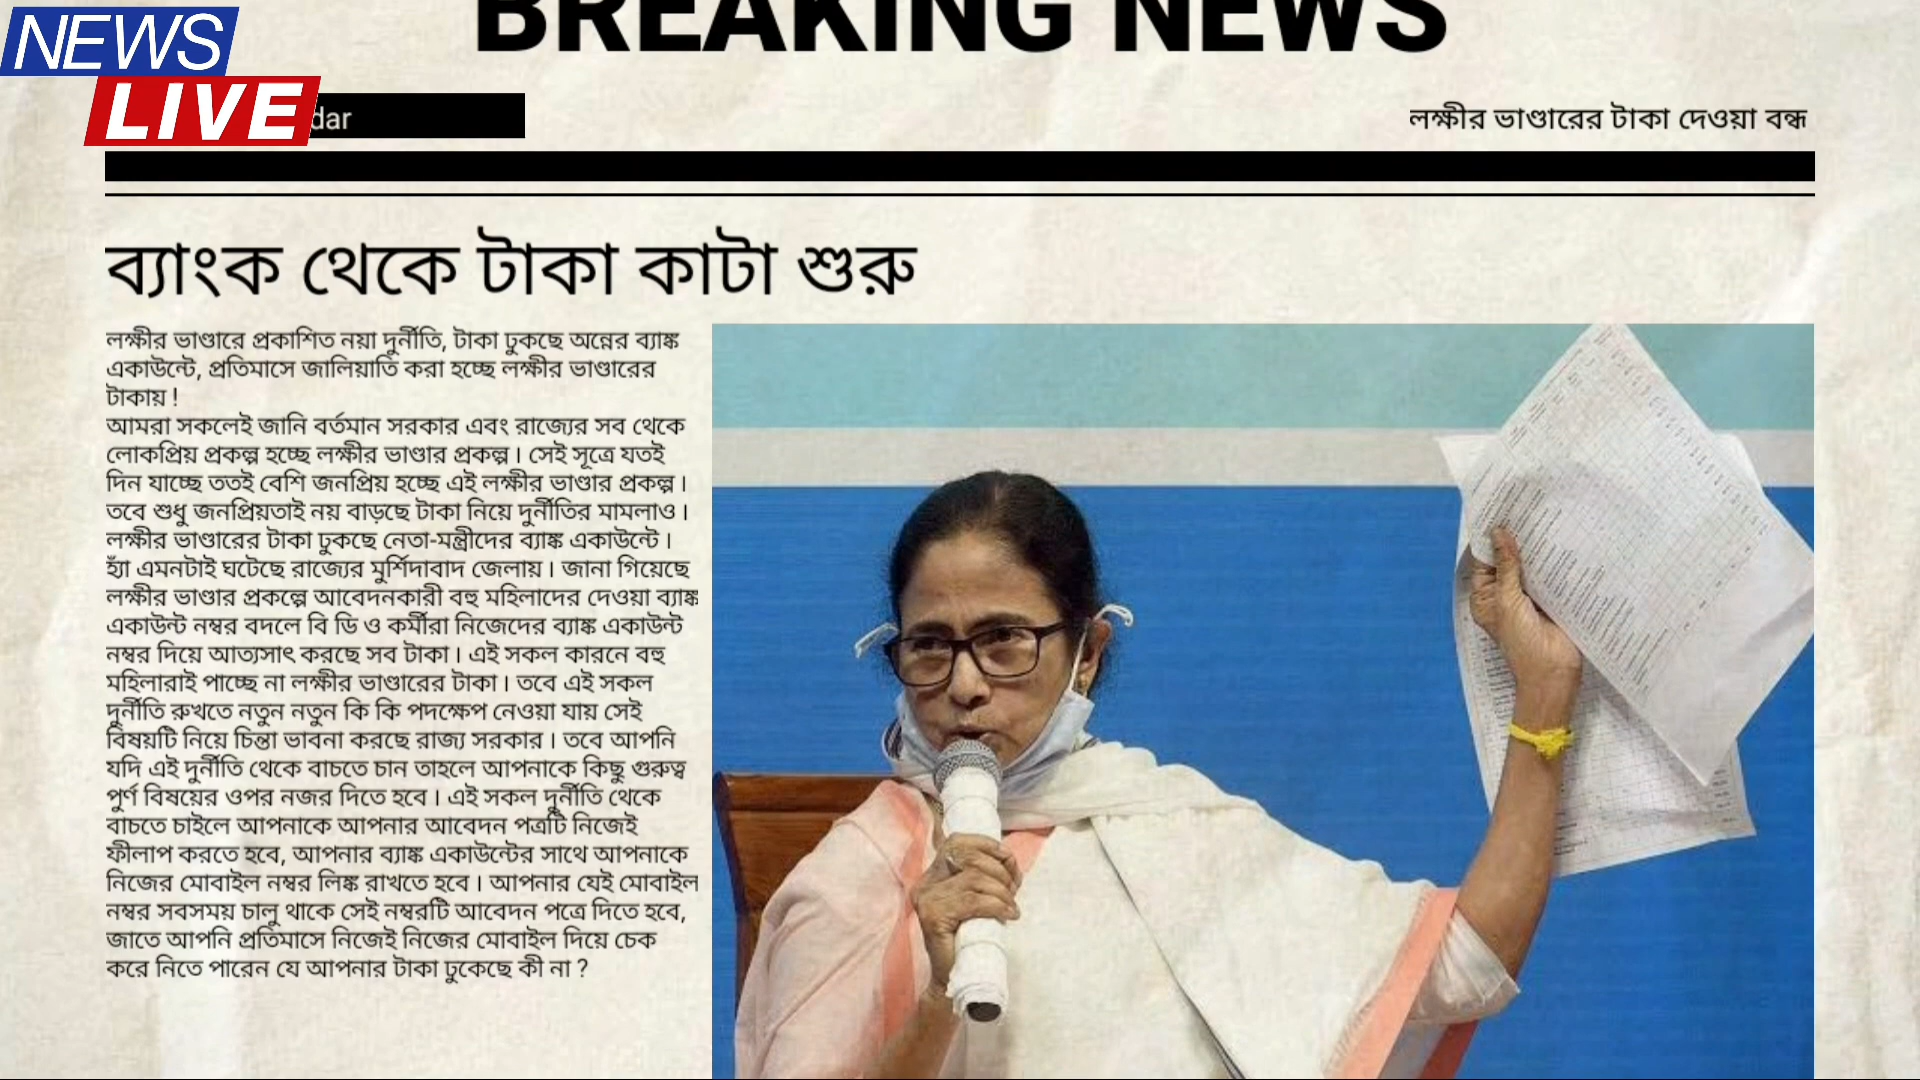 BREAKING NEWS
NEWS
LIVE
dar
লক্ষীর ভাণ্ডারের টাকা দেওয়া বন্ধ
ব্যাংক থেকে টাকা কাটা শুরু
লক্ষীর ভাণ্ডারে প্রকাশিত নয়া দুর্নীতি, টাকা ঢুকছে অন্নের ব্যাঙ্ক
একাউন্টে, প্রতিমাসে জালিয়াতি করা হচ্ছে লক্ষীর ভাণ্ডারের
টাকায় !
আমরা সকলেই জানি বর্তমান সরকার এবং রাজ্যের সব থেকে
লোকপ্রিয় প্রকল্প হচ্ছে লক্ষীর ভাণ্ডার প্রকল্প । সেই সূত্রে যতই
দিন যাচ্ছে ততই বেশি জনপ্রিয় হচ্ছে এই লক্ষীর ভাণ্ডার প্রকল্প ।
তবে শুধু জনপ্রিয়তাই নয় বাড়ছে টাকা নিয়ে দুর্নীতির মামলাও ।
লক্ষীর ভাণ্ডারের টাকা ঢুকছে নেতা-মন্ত্রীদের ব্যাঙ্ক একাউন্টে ।
হ্যাঁ এমনটাই ঘটেছে রাজ্যের মুর্শিদাবাদ জেলায় । জানা গিয়েছে
লক্ষীর ভাণ্ডার প্রকল্পে আবেদনকারী বহু মহিলাদের দেওয়া ব্যাঙ্ক
একাউন্ট নম্বর বদলে বি ডি ও কর্মীরা নিজেদের ব্যাঙ্ক একাউন্ট
নম্বর দিয়ে আত্যসাৎ করছে সব টাকা । এই সকল কারনে বহু
মহিলারাই পাচ্ছে না লক্ষীর ভাণ্ডারের টাকা । তবে এই সকল
দুর্নীতি রুখতে নতুন নতুন কি কি পদক্ষেপ নেওয়া যায় সেই
বিষয়টি নিয়ে চিন্তা ভাবনা করছে রাজ্য সরকার । তবে আপনি
যদি এই দুর্নীতি থেকে বাচতে চান তাহলে আপনাকে কিছু গুরুত্ব
পুর্ণ বিষয়ের ওপর নজর দিতে হবে । এই সকল দুর্নীতি থেকে
বাচতে চাইলে আপনাকে আপনার আবেদন পত্রটি নিজেই
ফীলাপ করতে হবে, আপনার ব্যাঙ্ক একাউন্টের সাথে আপনাকে
নিজের মোবাইল নম্বর লিঙ্ক রাখতে হবে । আপনার যেই মোবাইল
নম্বর সবসময় চালু থাকে সেই নম্বরটি আবেদন পত্রে দিতে হবে,
জাতে আপনি প্রতিমাসে নিজেই নিজের মোবাইল দিয়ে চেক
করে নিতে পারেন যে আপনার টাকা ঢুকেছে কী না ?